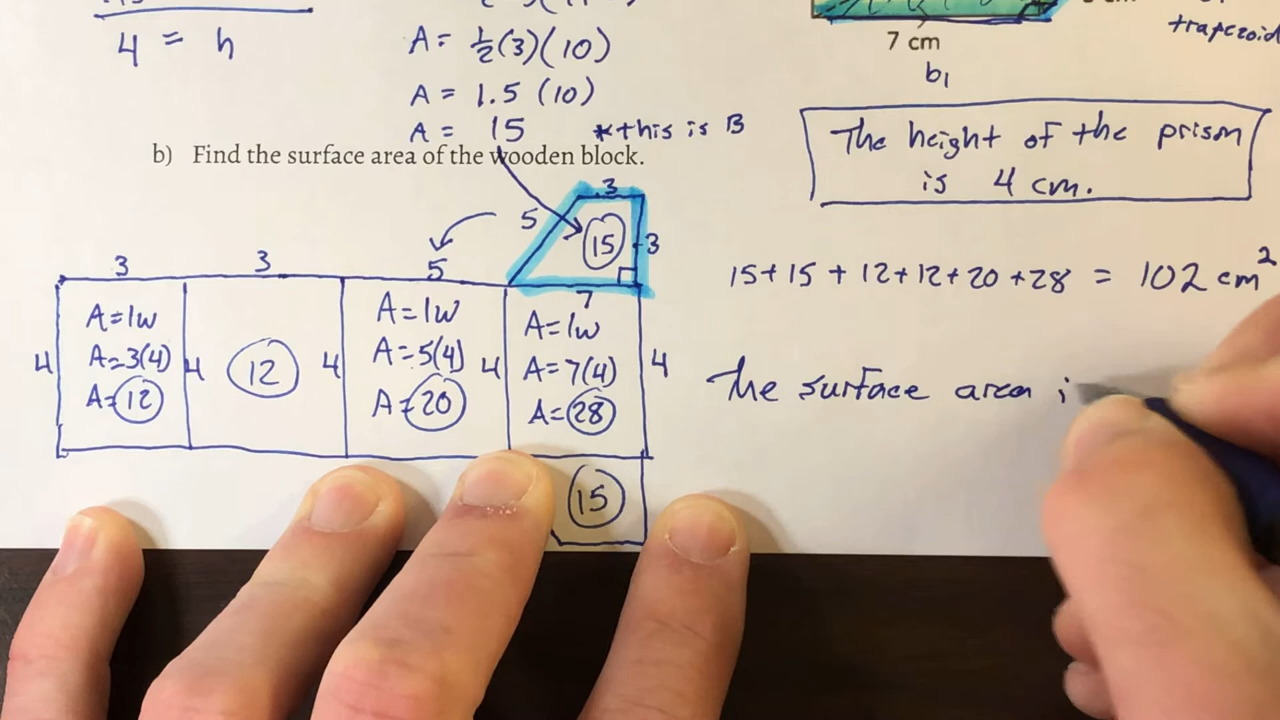 4 = h
A = ½(3)(10)
A = 1.5 (10)
A = 15 *this is B
7 cm
b₁
trapezoid
The height of the prism
is 4 cm.
b) Find the surface area of the wooden block.
3
5
15
3
7
3
3
5
4
A=lw
A=3(4)
A=12
4
12
4
A=lw
A=5(4)
A=20
4
A=lw
A=7(4)
A=28
4
15
15+15+12+12+20+28 = 102 cm²
The surface area i